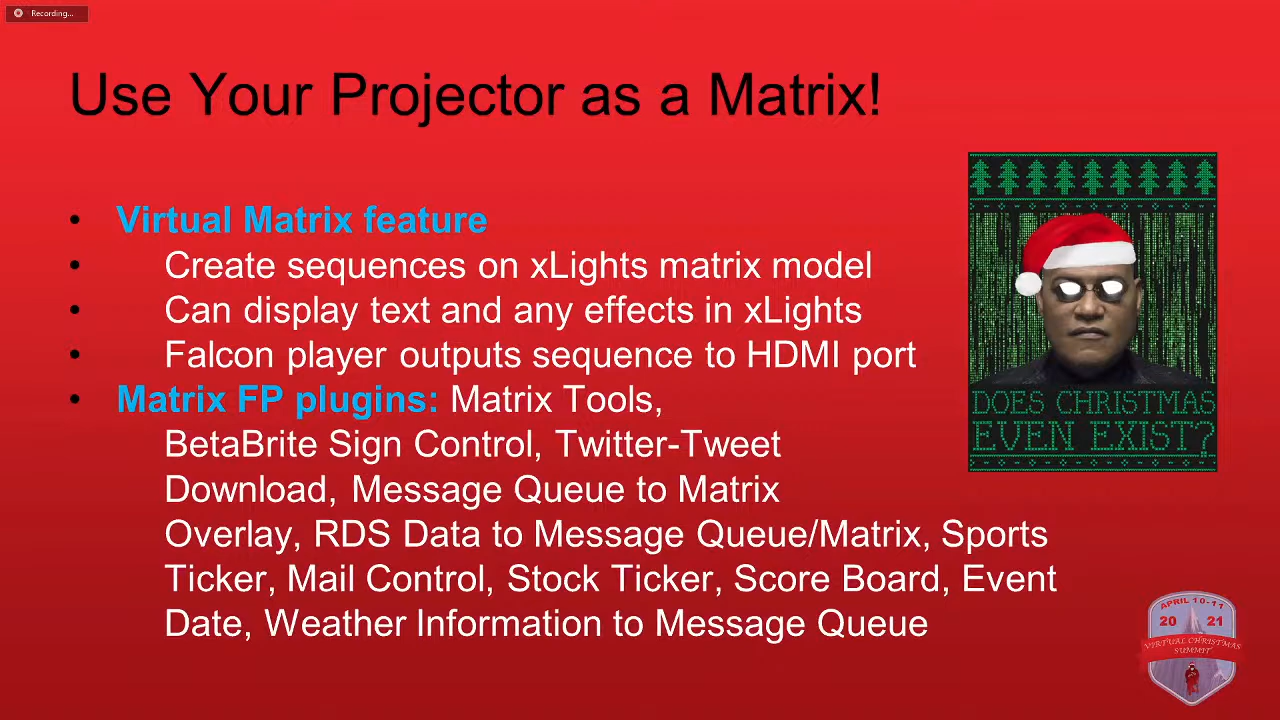 Recording...
Use Your Projector as a Matrix!
• Virtual Matrix feature
• Create sequences on xLights matrix model
• Can display text and any effects in xLights
• Falcon player outputs sequence to HDMI port
• Matrix FP plugins: Matrix Tools,
BetaBrite Sign Control, Twitter-Tweet
Download, Message Queue to Matrix
Overlay, RDS Data to Message Queue/Matrix, Sports
Ticker, Mail Control, Stock Ticker, Score Board, Event
Date, Weather Information to Message Queue
DOES CHRISTMAS
EVEN EXIST?
APRIL 10-11
20 21
VIRTUAL CHRISTMAS
SUMMIT